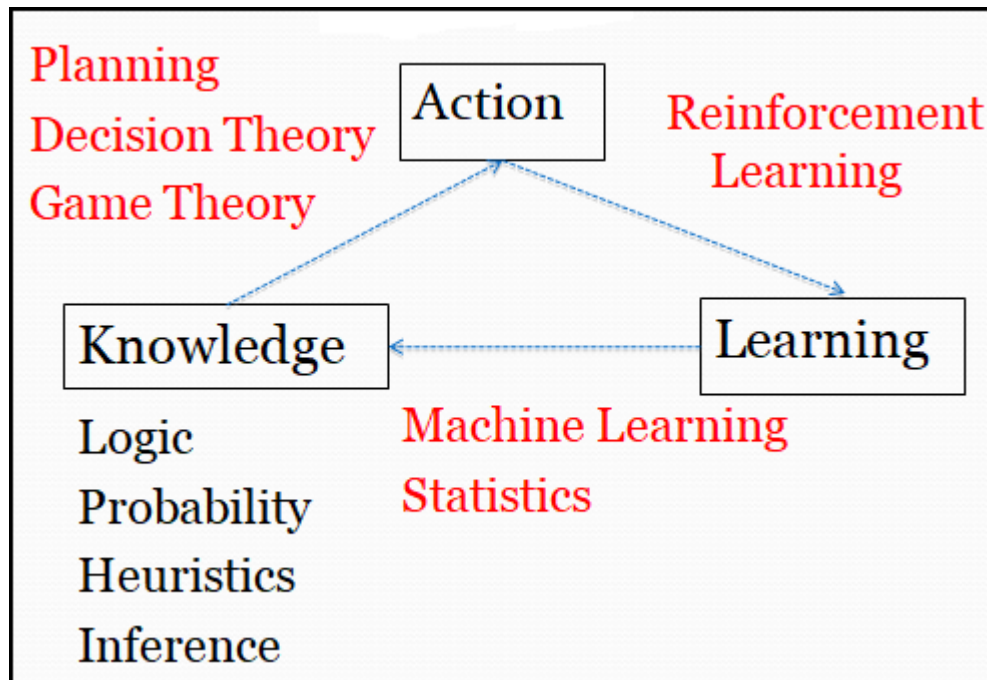 Planning
Decision Theory
Game Theory
Action
Reinforcement
Learning
Knowledge
Learning
Logic
Probability
Heuristics
Inference
Machine Learning
Statistics